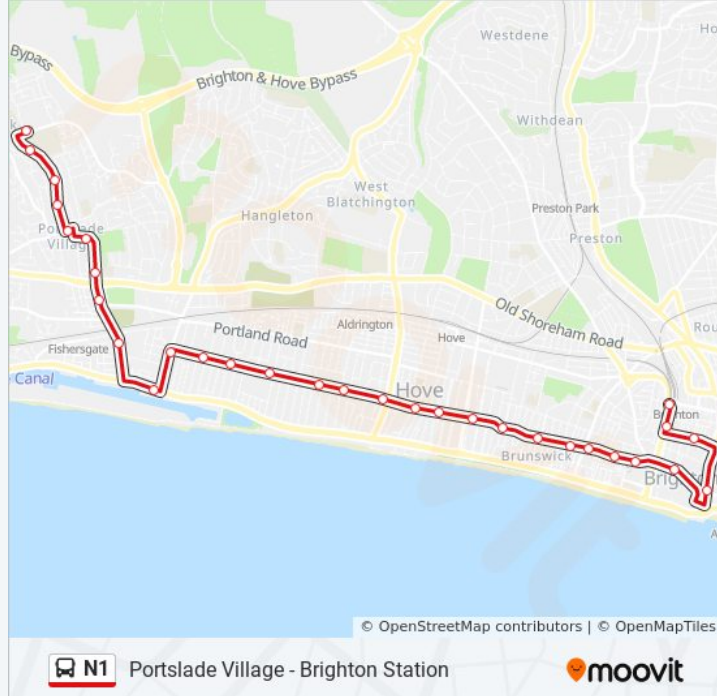 Westdene
Bypass
Brighton & Hove Bypass
Withdean
West
Blatchington
Preston Park
Hangleton
Preston
Portslade
Village
Old Shoreham Road
Portland Road
Aldrington
Hove
Fishersgate
Canal
Hove
Brighton
Brunswick
© OpenStreetMap contributors | © OpenMapTiles
N1 Portslade Village - Brighton Station
moovit